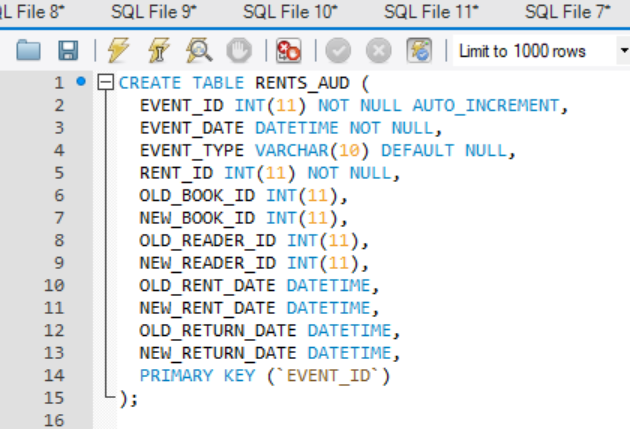 QL File 8* SQL File 9* SQL File 10* SQL File 11* SQL File 7*
Limit to 1000 rows
1 CREATE TABLE RENTS_AUD (
2 EVENT_ID INT(11) NOT NULL AUTO_INCREMENT,
3 EVENT_DATE DATETIME NOT NULL,
4 EVENT_TYPE VARCHAR(10) DEFAULT NULL,
5 RENT_ID INT(11) NOT NULL,
6 OLD_BOOK_ID INT(11),
7 NEW_BOOK_ID INT(11),
8 OLD_READER_ID INT(11),
9 NEW_READER_ID INT(11),
10 OLD_RENT_DATE DATETIME,
11 NEW_RENT_DATE DATETIME,
12 OLD_RETURN_DATE DATETIME,
13 NEW_RETURN_DATE DATETIME,
14 PRIMARY KEY (`EVENT_ID`)
15 );
16